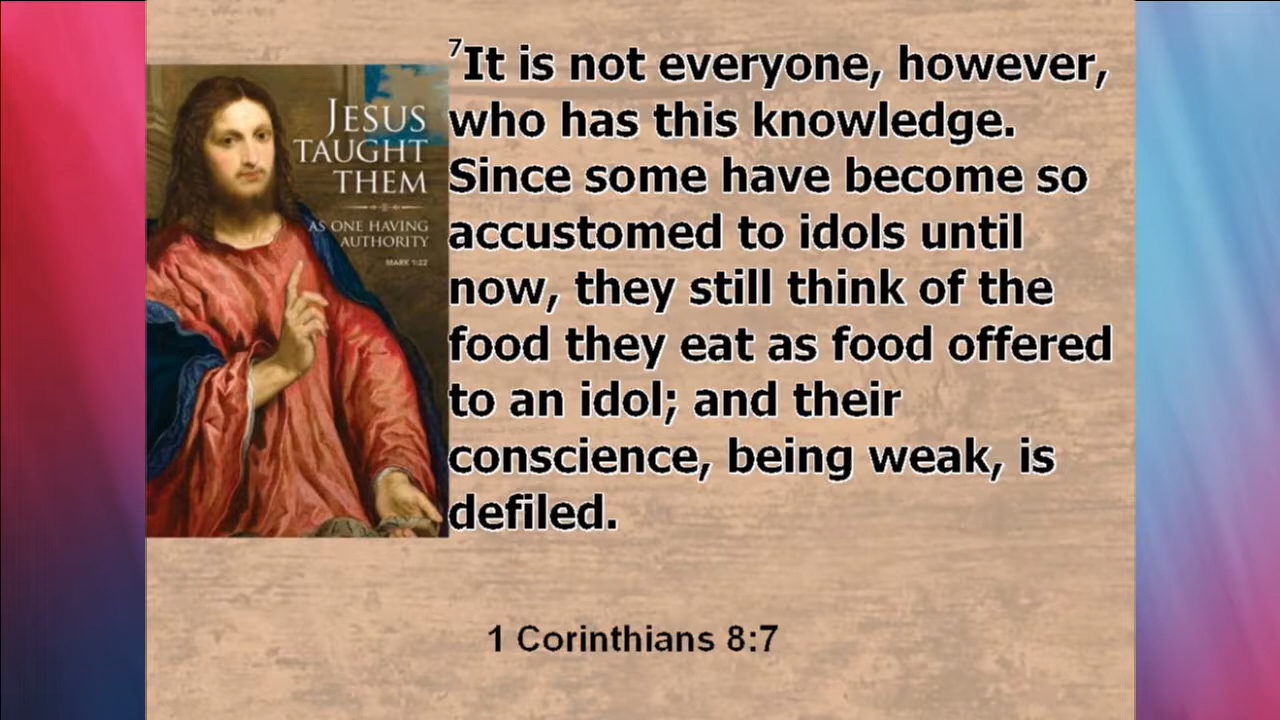 JESUS
TAUGHT
THEM
AS ONE HAVING
AUTHORITY
MARK 1:22
7It is not everyone, however,
who has this knowledge.
Since some have become so
accustomed to idols until
now, they still think of the
food they eat as food offered
to an idol; and their
conscience, being weak, is
defiled.
1 Corinthians 8:7